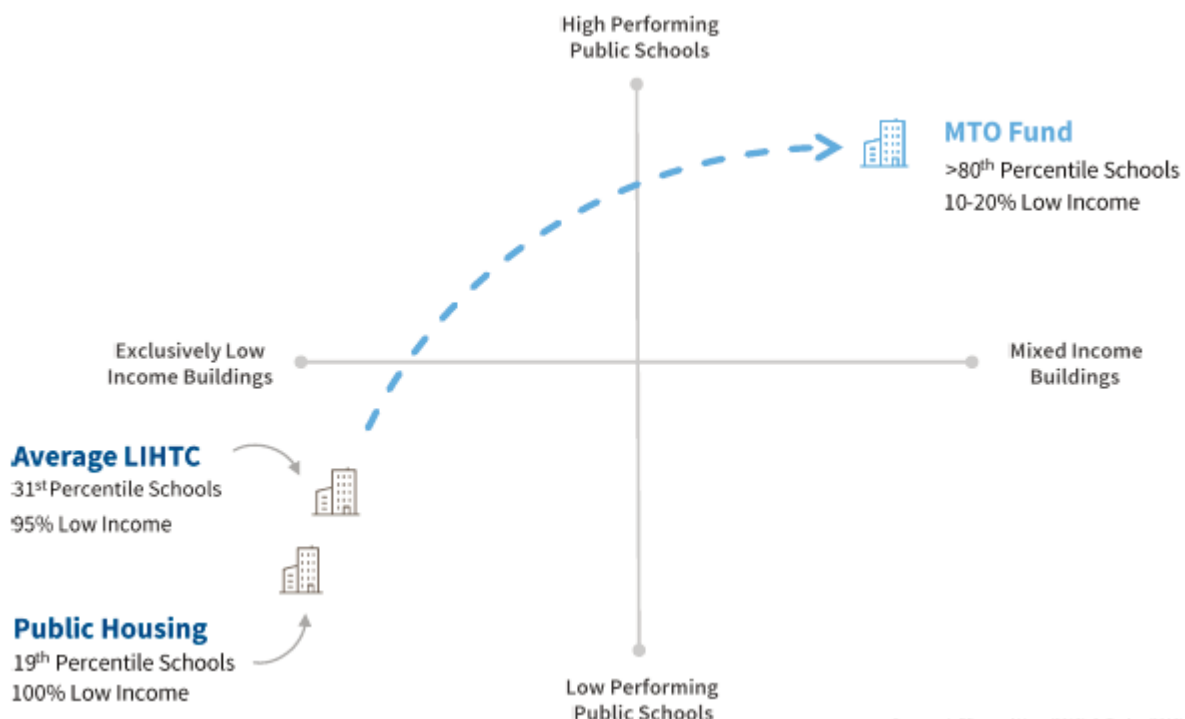 High Performing
Public Schools
MTO Fund
>80th Percentile Schools
10-20% Low Income
Exclusively Low
Income Buildings
Mixed Income
Buildings
Average LIHTC
31st Percentile Schools
95% Low Income
Public Housing
19th Percentile Schools
100% Low Income
Low Performing
Public Schools